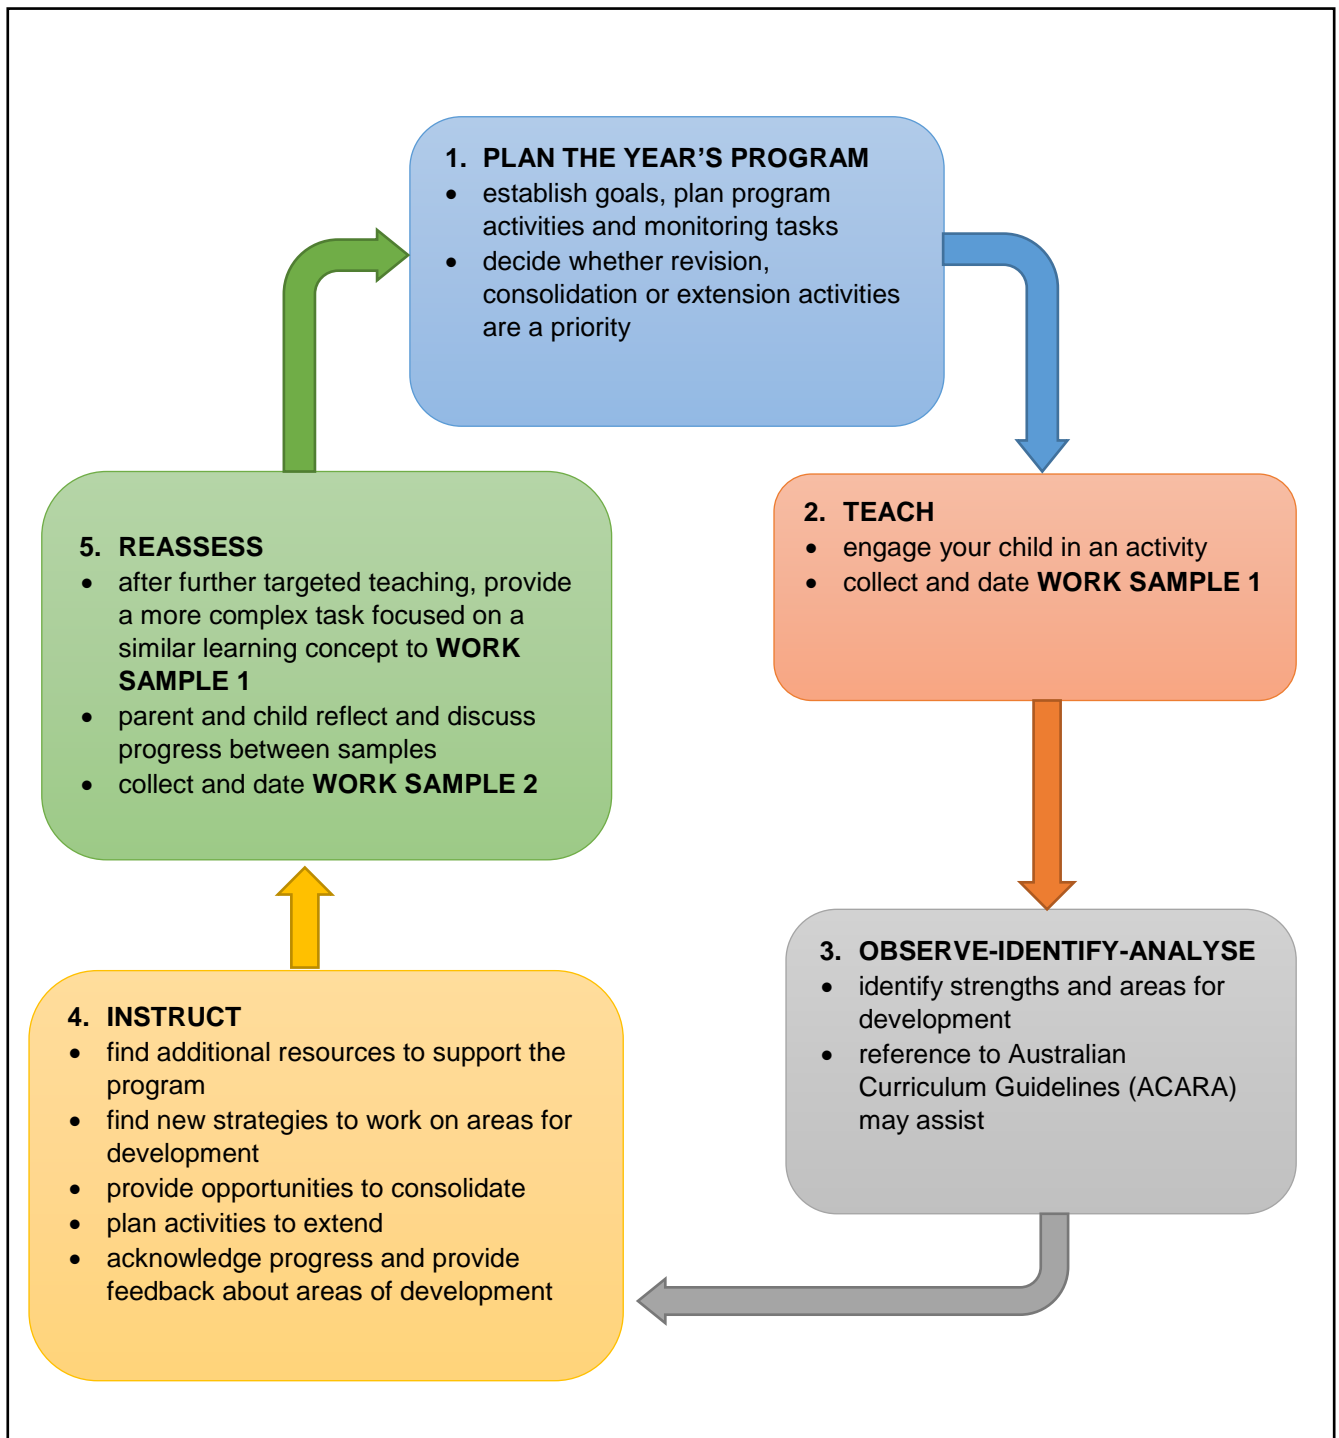 1. PLAN THE YEAR’S PROGRAM
• establish goals, plan program
activities and monitoring tasks
• decide whether revision,
consolidation or extension activities
are a priority
2. TEACH
• engage your child in an activity
• collect and date WORK SAMPLE 1
3. OBSERVE-IDENTIFY-ANALYSE
• identify strengths and areas for
development
• reference to Australian
Curriculum Guidelines (ACARA)
may assist
4. INSTRUCT
• find additional resources to support the
program
• find new strategies to work on areas for
development
• provide opportunities to consolidate
• plan activities to extend
• acknowledge progress and provide
feedback about areas of development
5. REASSESS
• after further targeted teaching, provide
a more complex task focused on a
similar learning concept to WORK
SAMPLE 1
• parent and child reflect and discuss
progress between samples
• collect and date WORK SAMPLE 2